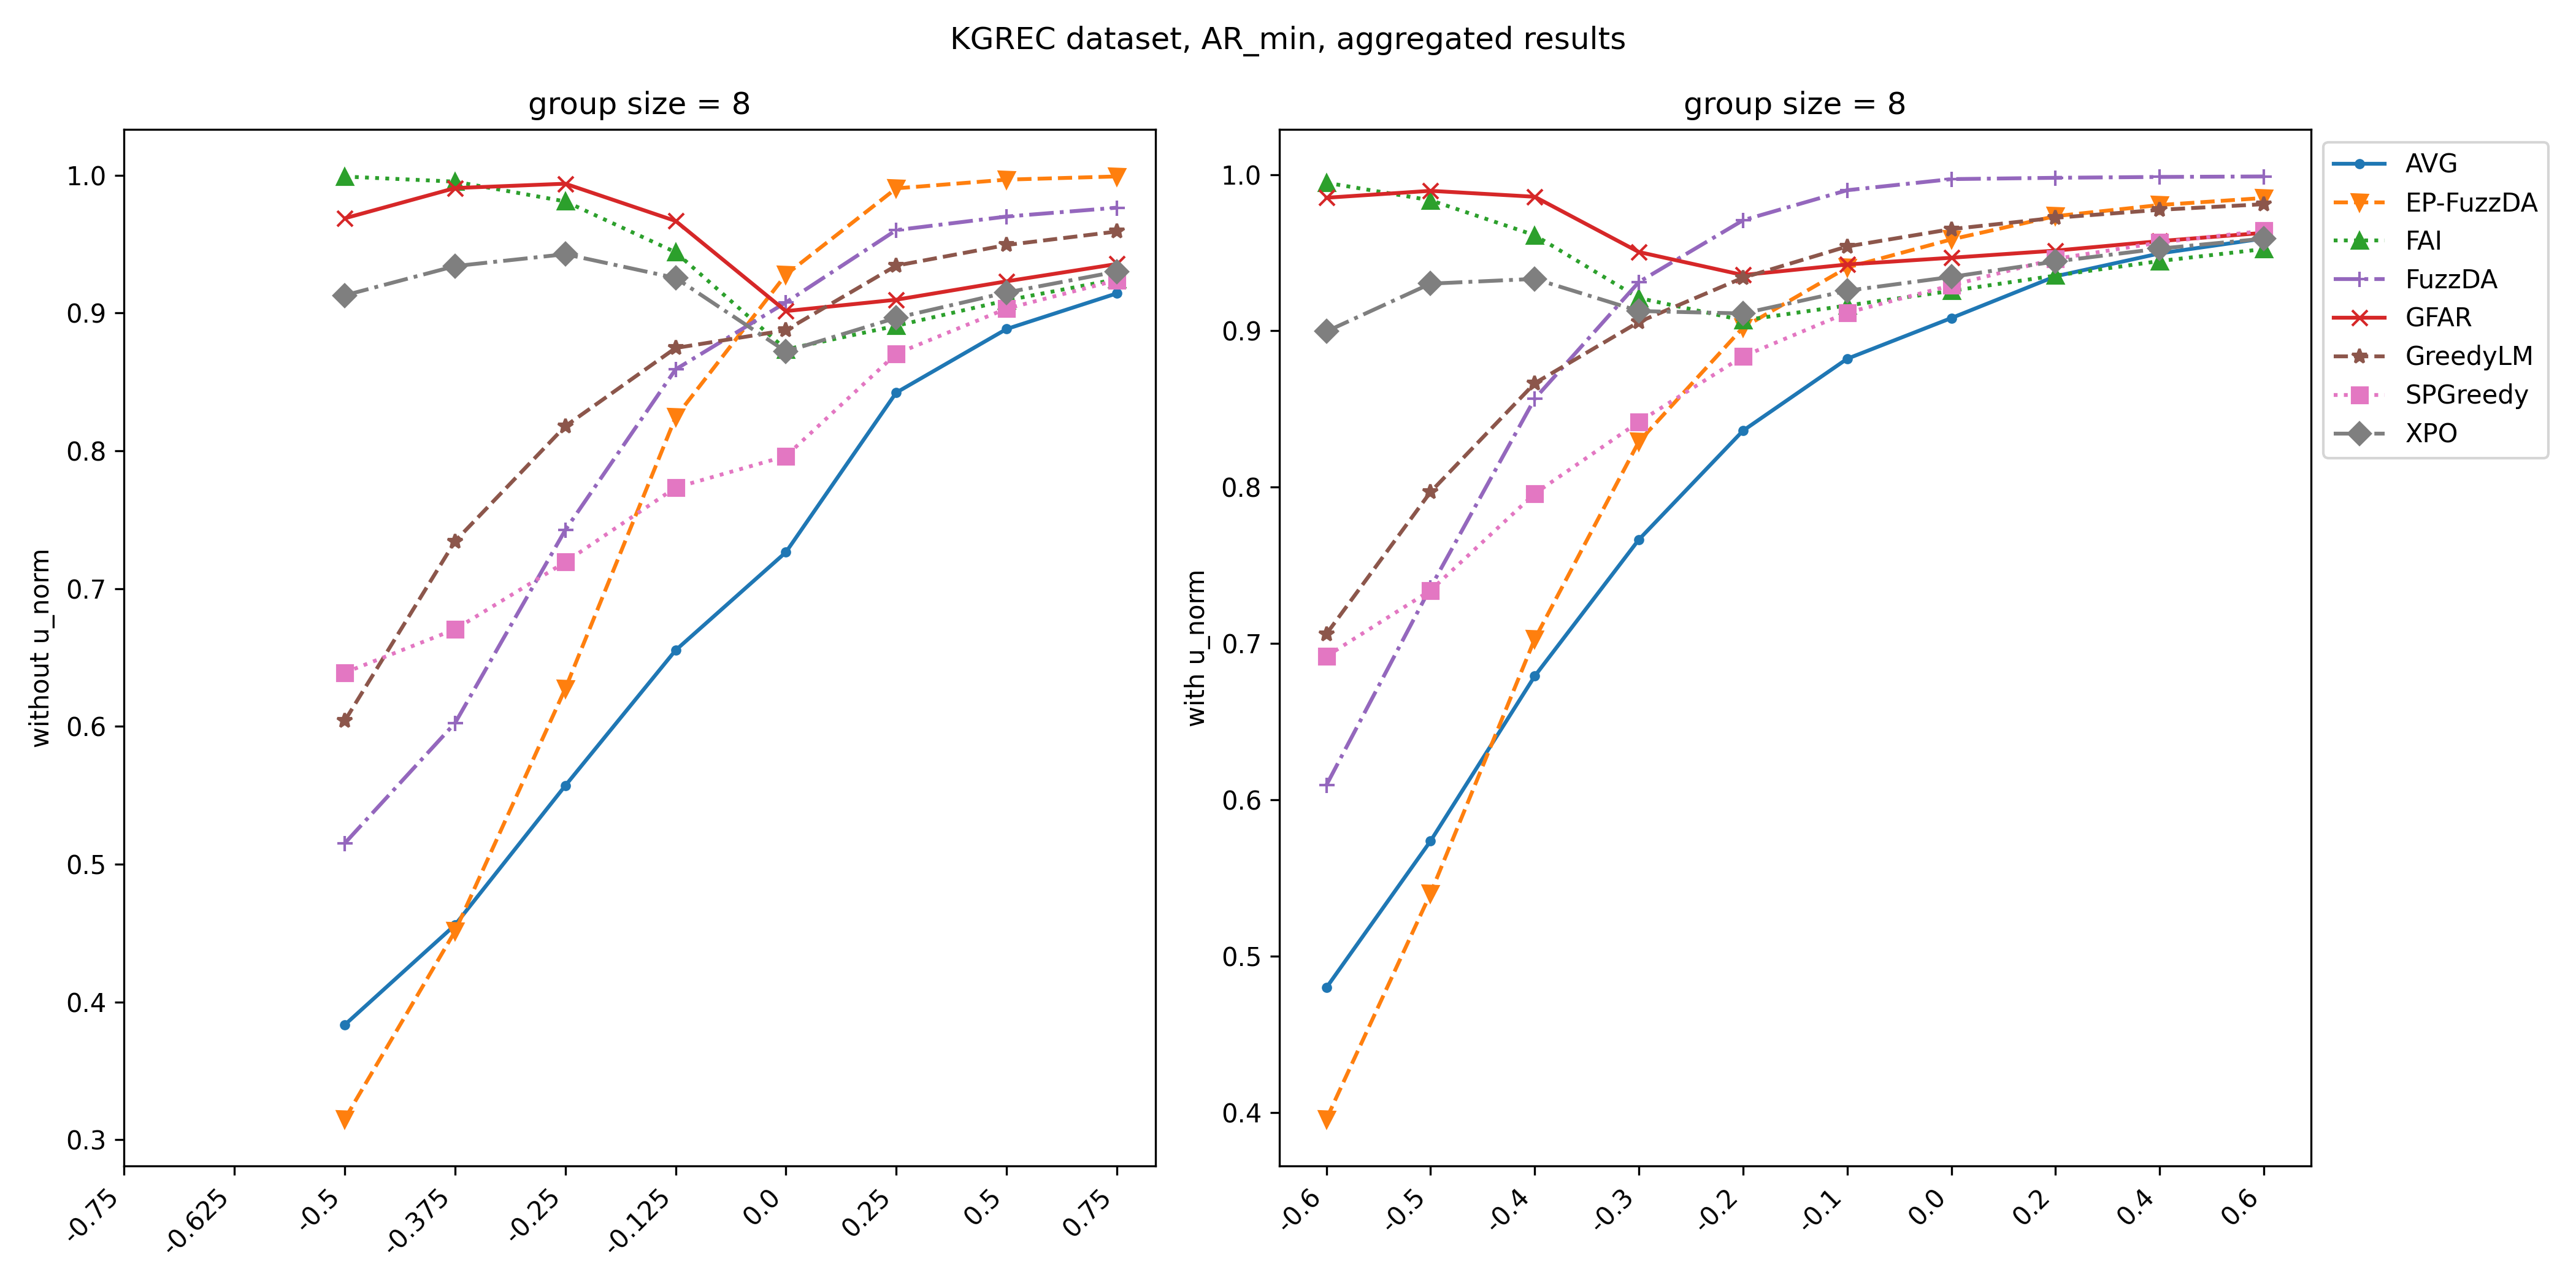 KGREC dataset, AR_min, aggregated results
group size = 8
without u_norm
1.0
0.9
0.8
0.7
0.6
0.5
0.4
0.3
-0.75
-0.625
-0.5
-0.375
-0.25
-0.125
0.0
0.25
0.5
0.75
group size = 8
with u_norm
1.0
0.9
0.8
0.7
0.6
0.5
0.4
-0.6
-0.5
-0.4
-0.3
-0.2
-0.1
0.0
0.2
0.4
0.6
AVG
EP-FuzzDA
FAI
FuzzDA
GFAR
GreedyLM
SPGreedy
XPO